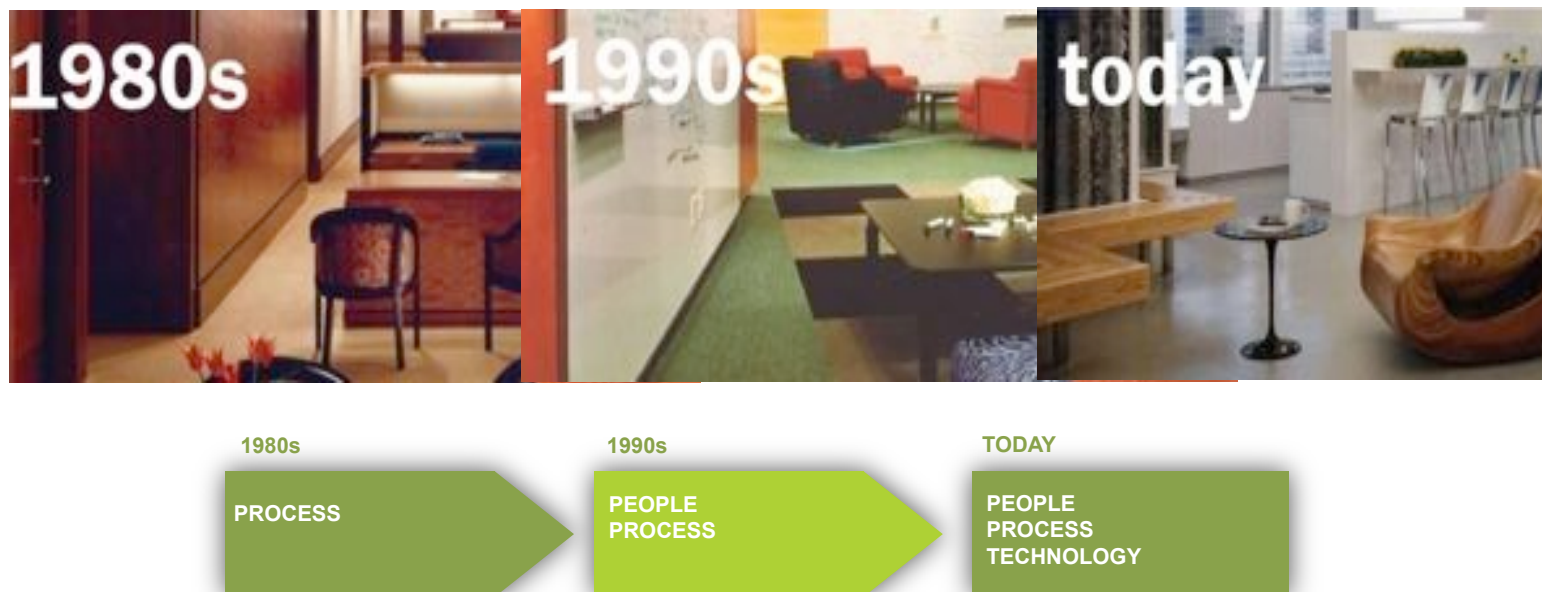 1980s
1990s
today
1980s
1990s
TODAY
PROCESS
PEOPLE
PROCESS
PEOPLE
PROCESS
TECHNOLOGY